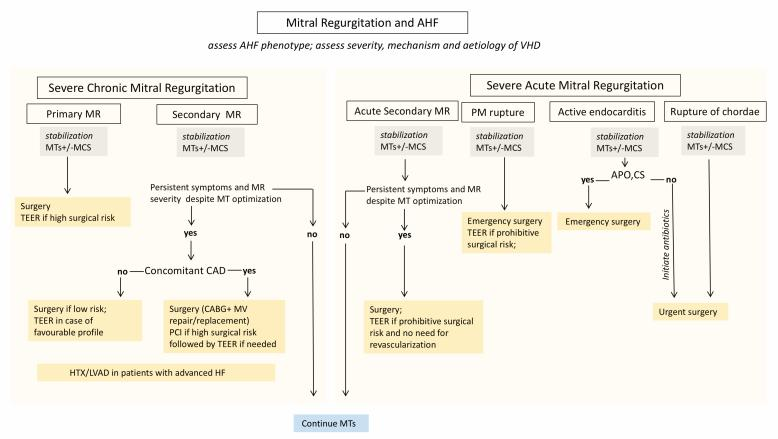 Mitral Regurgitation and AHF
assess AHF phenotype; assess severity, mechanism and aetiology of VHD
Severe Chronic Mitral Regurgitation
Primary MR
stabilization
MTs+/-MCS
Surgery
TEER if high surgical risk
Secondary MR
stabilization
MTs+/-MCS
Persistent symptoms and MR
severity despite MT optimization
yes
no
Concomitant CAD
no
yes
Surgery if low risk;
TEER in case of
favourable profile
Surgery (CABG+ MV
repair/replacement)
PCI if high surgical risk
followed by TEER if needed
HTX/LVAD in patients with advanced HF
Severe Acute Mitral Regurgitation
Acute Secondary MR
stabilization
MTs+/-MCS
Persistent symptoms and MR
despite MT optimization
no
yes
Surgery;
TEER if prohibitive surgical
risk and no need for
revascularization
PM rupture
stabilization
MTs+/-MCS
Emergency surgery
TEER if prohibitive
surgical risk;
Active endocarditis
stabilization
MTs+/-MCS
APO,CS
yes
no
Emergency surgery
Initiate antibiotics
Rupture of chordae
stabilization
MTs+/-MCS
Urgent surgery
Continue MTs